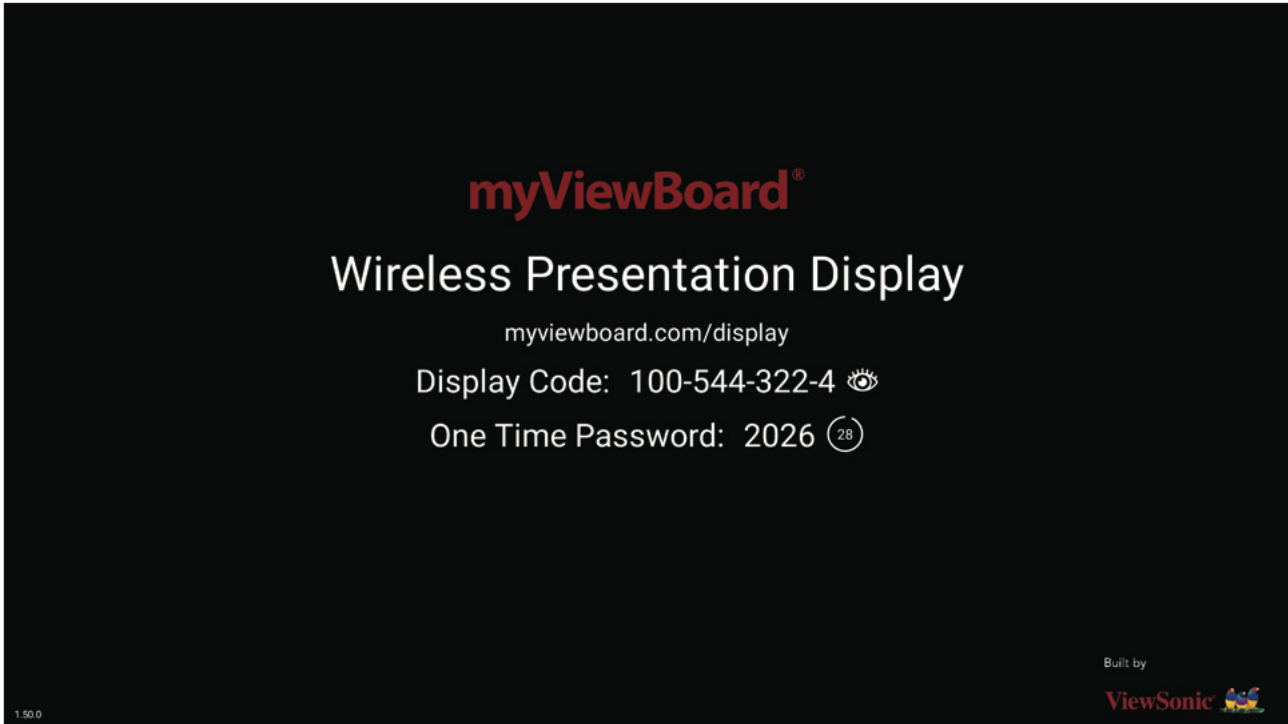 myViewBoard®
Wireless Presentation Display
myviewboard.com/display
Display Code: 100-544-322-4
One Time Password: 2026 28
Built by
ViewSonic
1.50.0